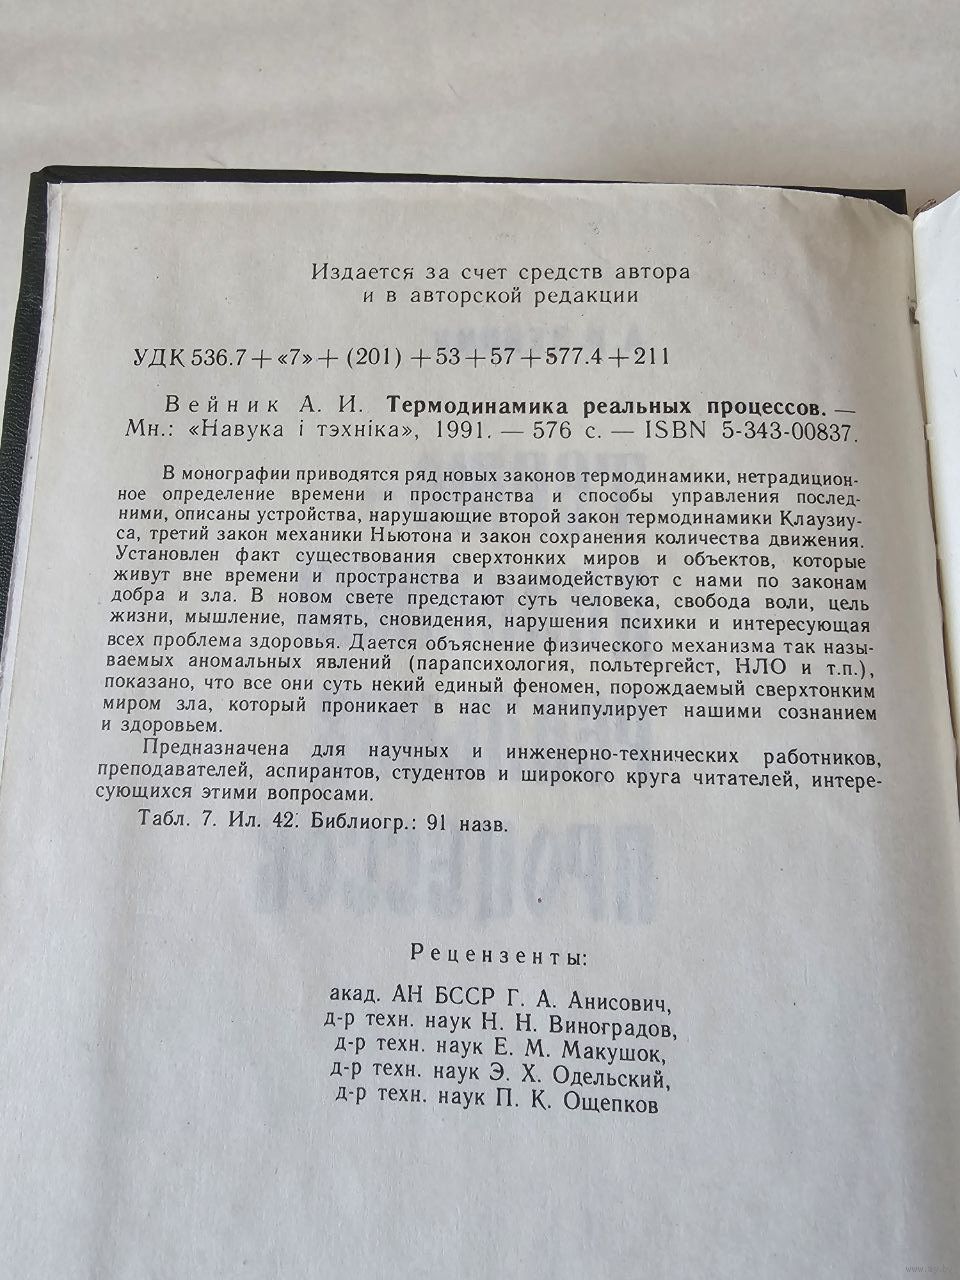 Издается за счет средств автора
и в авторской редакции
УДК 536.7+«7»+(201)+53+57+577.4+211
Вейник А. И. Термодинамика реальных процессов. —
Мн.: «Навука і тэхніка», 1991. — 576 с. — ISBN 5-343-00837.
В монографии приводятся ряд новых законов термодинамики, нетрадицион-
ное определение времени и пространства и способы управления послед-
ними, описаны устройства, нарушающие второй закон термодинамики Клаузиу-
са, третий закон механики Ньютона и закон сохранения количества движения.
Установлен факт существования сверхтонких миров и объектов, которые
живут вне времени и пространства и взаимодействуют с нами по законам
добра и зла. В новом свете предстают суть человека, свобода воли, цель
жизни, мышление, память, сновидения, нарушения психики и интересующая
всех проблема здоровья. Дается объяснение физического механизма так назы-
ваемых аномальных явлений (парапсихология, полтергейст, НЛО и т.п.),
показано, что все они суть некий единый феномен, порождаемый сверхтонким
миром зла, который проникает в нас и манипулирует нашими сознанием
и здоровьем.
Предназначена для научных и инженерно-технических работников,
преподавателей, аспирантов, студентов и широкого круга читателей, интере-
сующихся этими вопросами.
Табл. 7. Ил. 42. Библиогр.: 91 назв.
Рецензенты:
акад. АН БССР Г. А. Анисович,
д-р техн. наук Н. Н. Виноградов,
д-р техн. наук Е. М. Макушок,
д-р техн. наук Э. Х. Одельский,
д-р техн. наук П. К. Ощепков